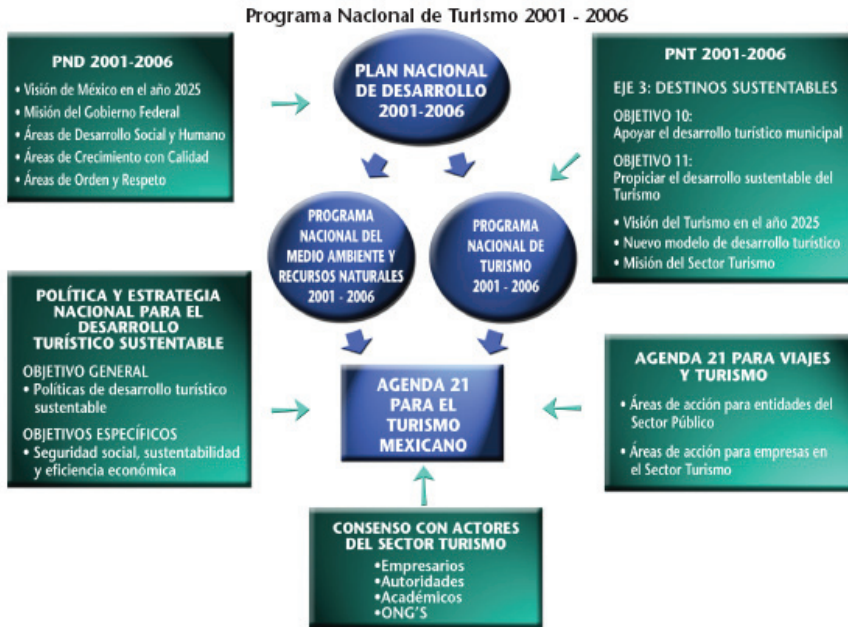 Programa Nacional de Turismo 2001 - 2006
PND 2001-2006
• Visión de México en el año 2025
• Misión del Gobierno Federal
• Áreas de Desarrollo Social y Humano
• Áreas de Crecimiento con Calidad
• Áreas de Orden y Respeto
PLAN NACIONAL
DE DESARROLLO
2001-2006
PNT 2001-2006
EJE 3: DESTINOS SUSTENTABLES
OBJETIVO 10:
Apoyar el desarrollo turístico municipal
OBJETIVO 11:
Propiciar el desarrollo sustentable del
Turismo
• Visión del Turismo en el año 2025
• Nuevo modelo de desarrollo turístico
• Misión del Sector Turismo
PROGRAMA
NACIONAL DEL
MEDIO AMBIENTE Y
RECURSOS NATURALES
2001 - 2006
PROGRAMA
NACIONAL DE
TURISMO
2001 - 2006
POLÍTICA Y ESTRATEGIA
NACIONAL PARA EL
DESARROLLO
TURÍSTICO SUSTENTABLE
OBJETIVO GENERAL
• Políticas de desarrollo turístico
sustentable
OBJETIVOS ESPECÍFICOS
• Seguridad social, sustentabilidad
y eficiencia económica
AGENDA 21
PARA EL
TURISMO
MEXICANO
AGENDA 21 PARA VIAJES
Y TURISMO
• Áreas de acción para entidades del
Sector Público
• Áreas de acción para empresas en
el Sector Turismo
CONSENSO CON ACTORES
DEL SECTOR TURISMO
•Empresarios
•Autoridades
•Académicos
•ONG'S